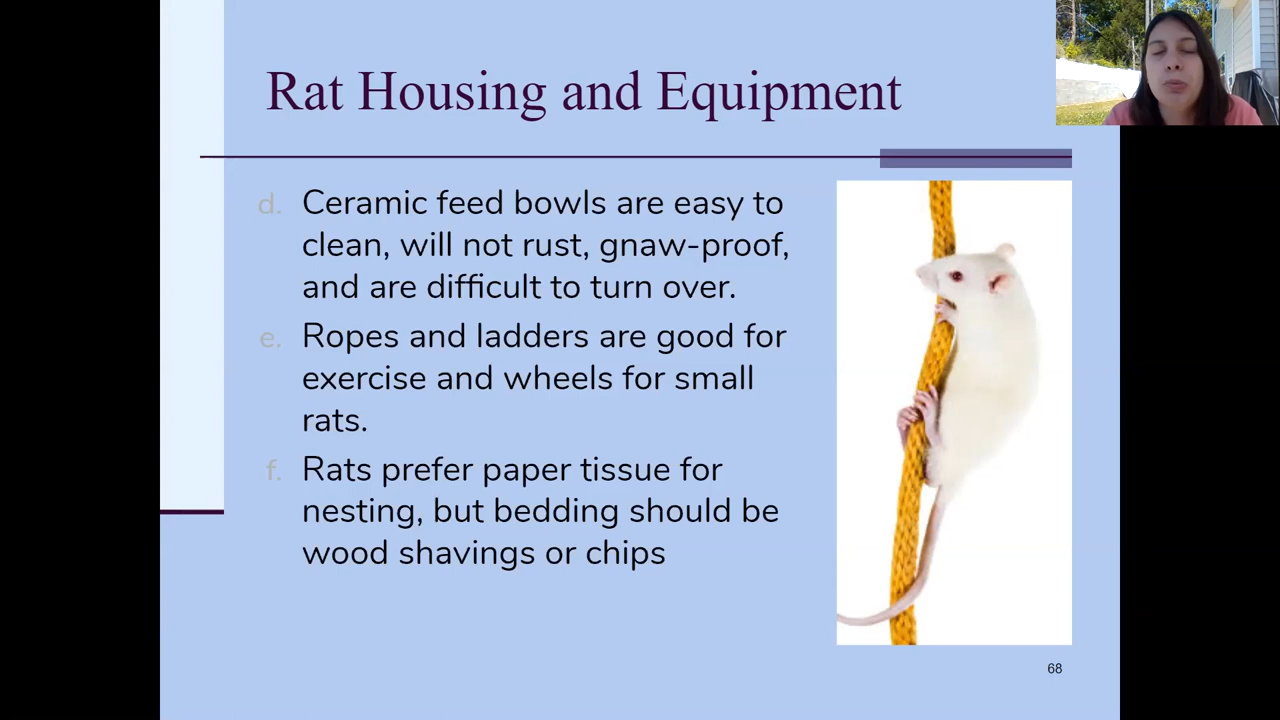 Rat Housing and Equipment
d. Ceramic feed bowls are easy to
clean, will not rust, gnaw-proof,
and are difficult to turn over.
e. Ropes and ladders are good for
exercise and wheels for small
rats.
f. Rats prefer paper tissue for
nesting, but bedding should be
wood shavings or chips
68